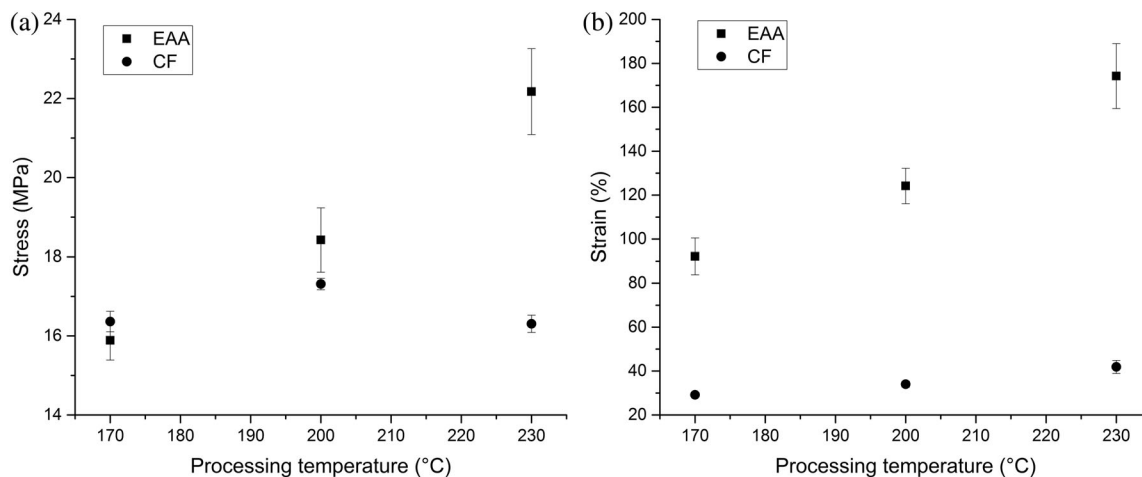 (a)
EAA
CF
24
22
20
18
16
14
Stress (MPa)
170 180 190 200 210 220 230
Processing temperature (°C)
(b)
EAA
CF
200
180
160
140
120
100
80
60
40
20
Strain (%)
170 180 190 200 210 220 230
Processing temperature (°C)